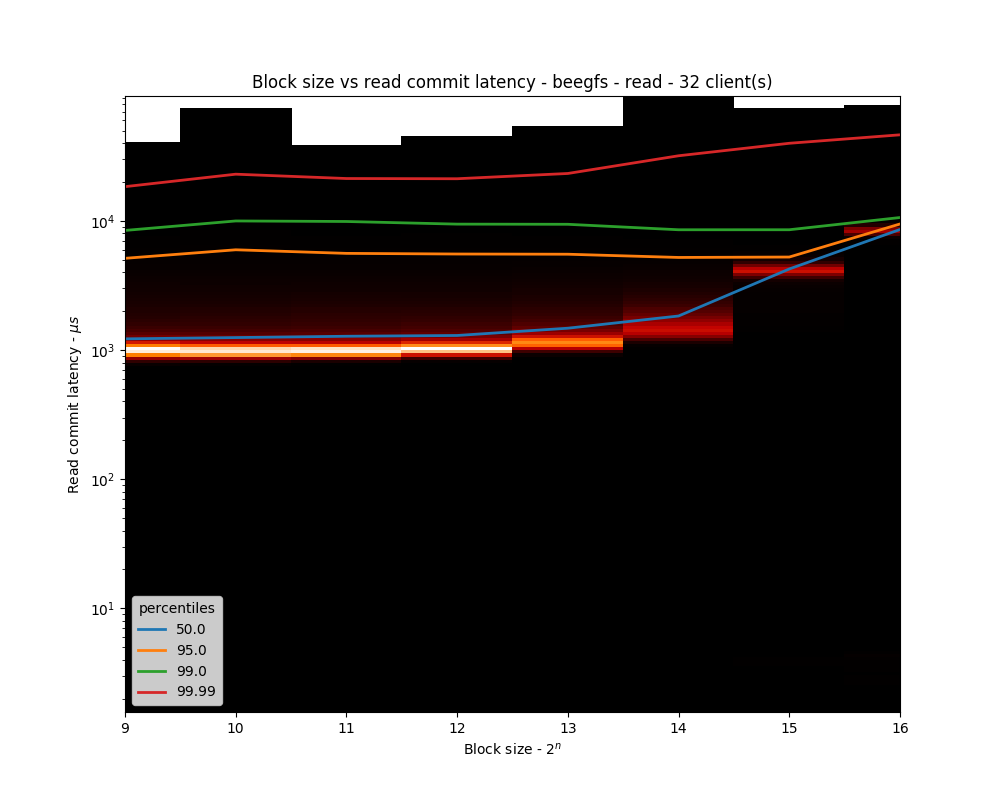 Block size vs read commit latency - beegfs - read - 32 client(s)
Read commit latency - μs
10⁴
10³
10²
10¹
percentiles
50.0
95.0
99.0
99.99
9 10 11 12 13 14 15 16
Block size - 2ⁿ